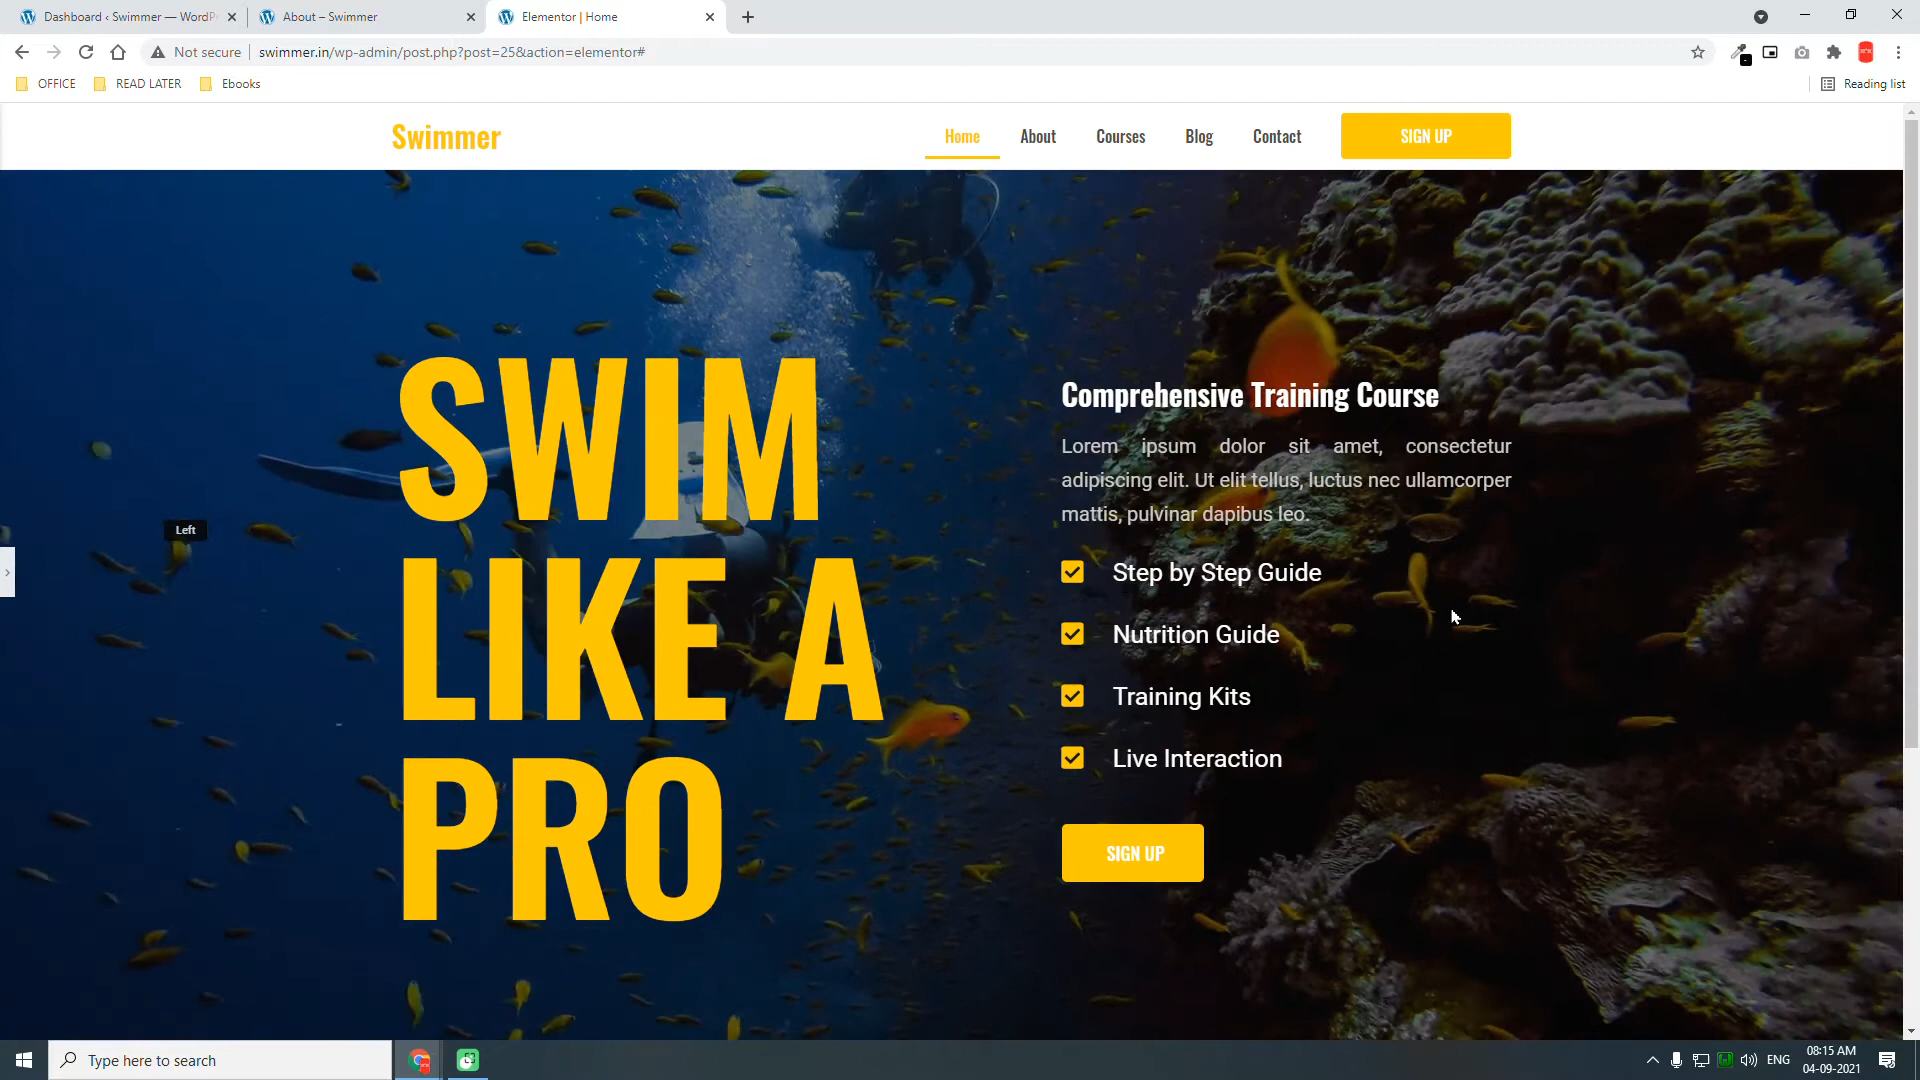 Dashboard ‹ Swimmer — WordP
About – Swimmer
Elementor | Home
Not secure
swimmer.in/wp-admin/post.php?post=25&action=elementor#
OFFICE
READ LATER
Ebooks
Reading list
Swimmer
Home
About
Courses
Blog
Contact
SIGN UP
SWIM
LIKE A
PRO
Left
Comprehensive Training Course
Lorem ipsum dolor sit amet, consectetur
adipiscing elit. Ut elit tellus, luctus nec ullamcorper
mattis, pulvinar dapibus leo.
Step by Step Guide
Nutrition Guide
Training Kits
Live Interaction
SIGN UP
Type here to search
ENG
08:15 AM
04-09-2021